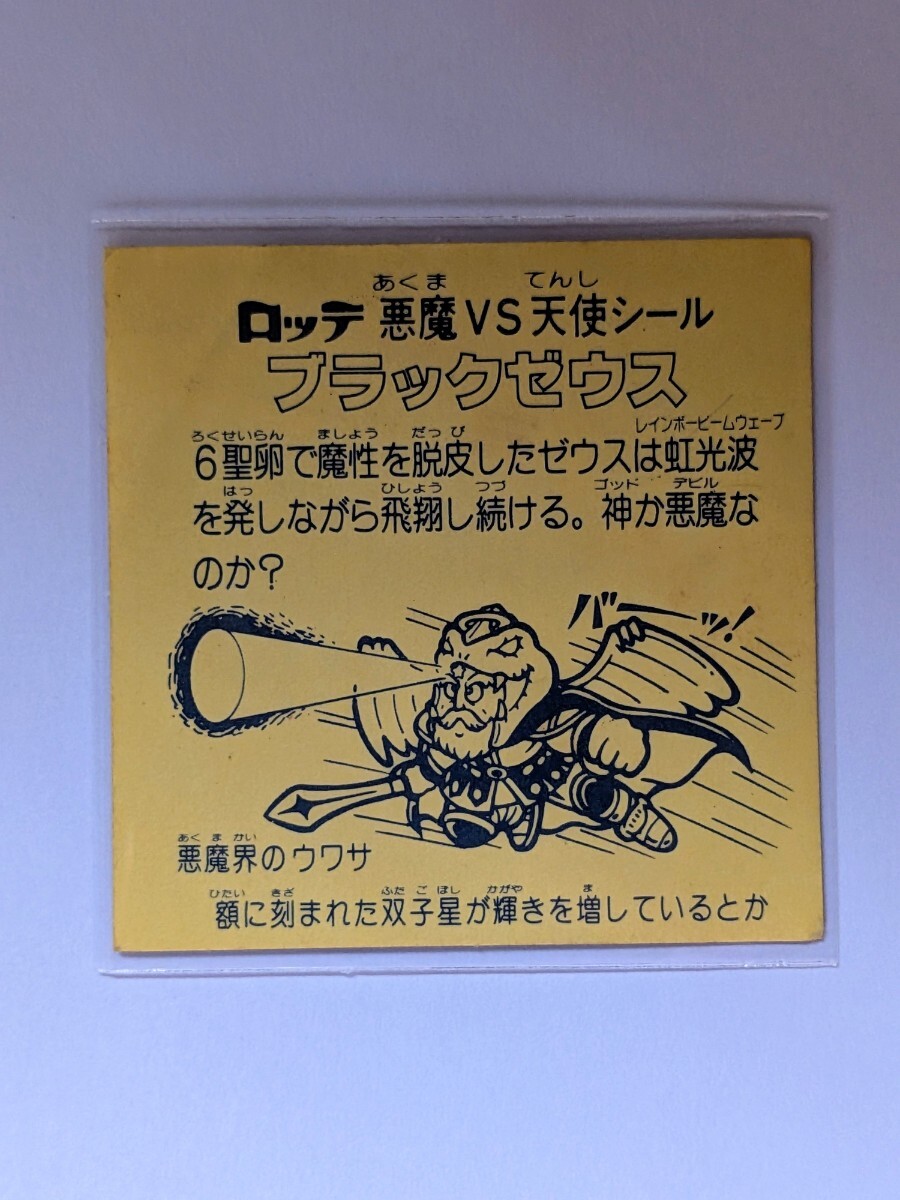 あくま てんし
ロッテ 悪魔VS天使シール
ブラックゼウス
レインボービームウェーブ
ろくせいらん ましょう だっぴ
6聖卵で魔性を脱皮したゼウスは虹光波
はっ ひしょう つづ ゴッド デビル
を発しながら飛翔し続ける。神か悪魔な
のか?
バーッ!
あくまかい
悪魔界のウワサ
ひたい きざ ふたごぼし かがや ま
額に刻まれた双子星が輝きを増しているとか